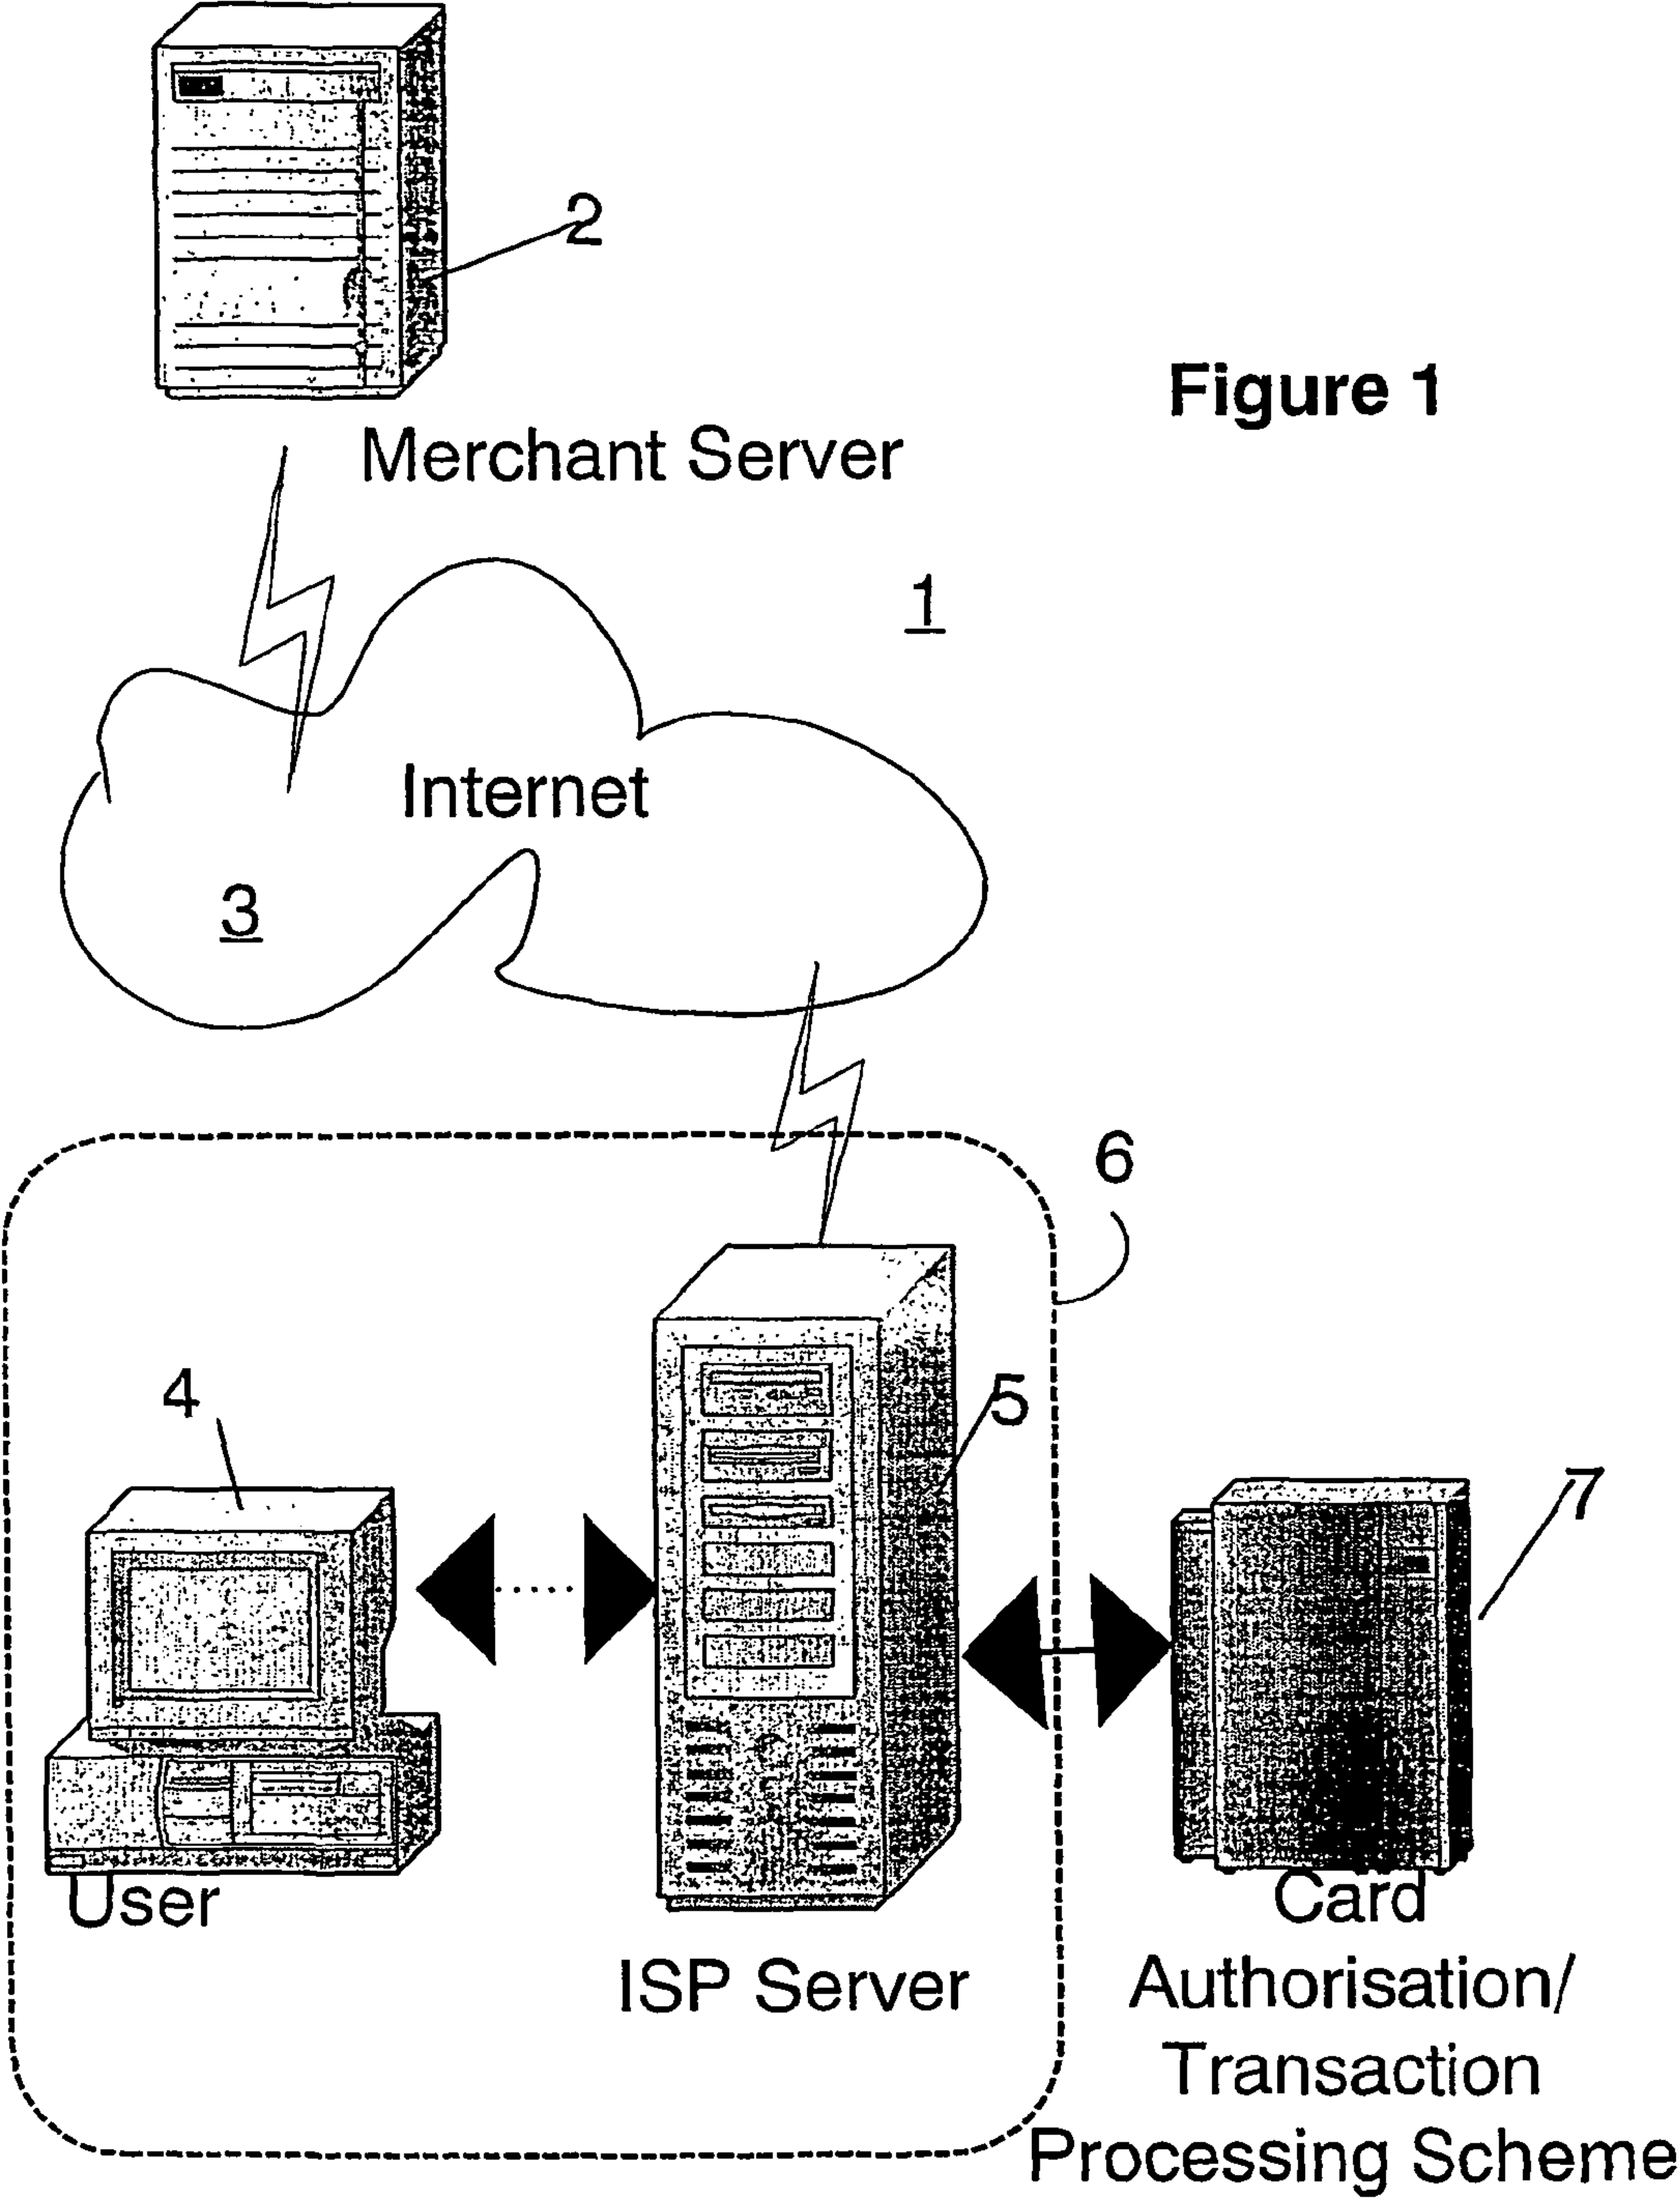 2
Figure 1
Merchant Server
1
Internet
3
6
4
5
7
User
Card
ISP Server
Authorisation/
Transaction
Processing Scheme